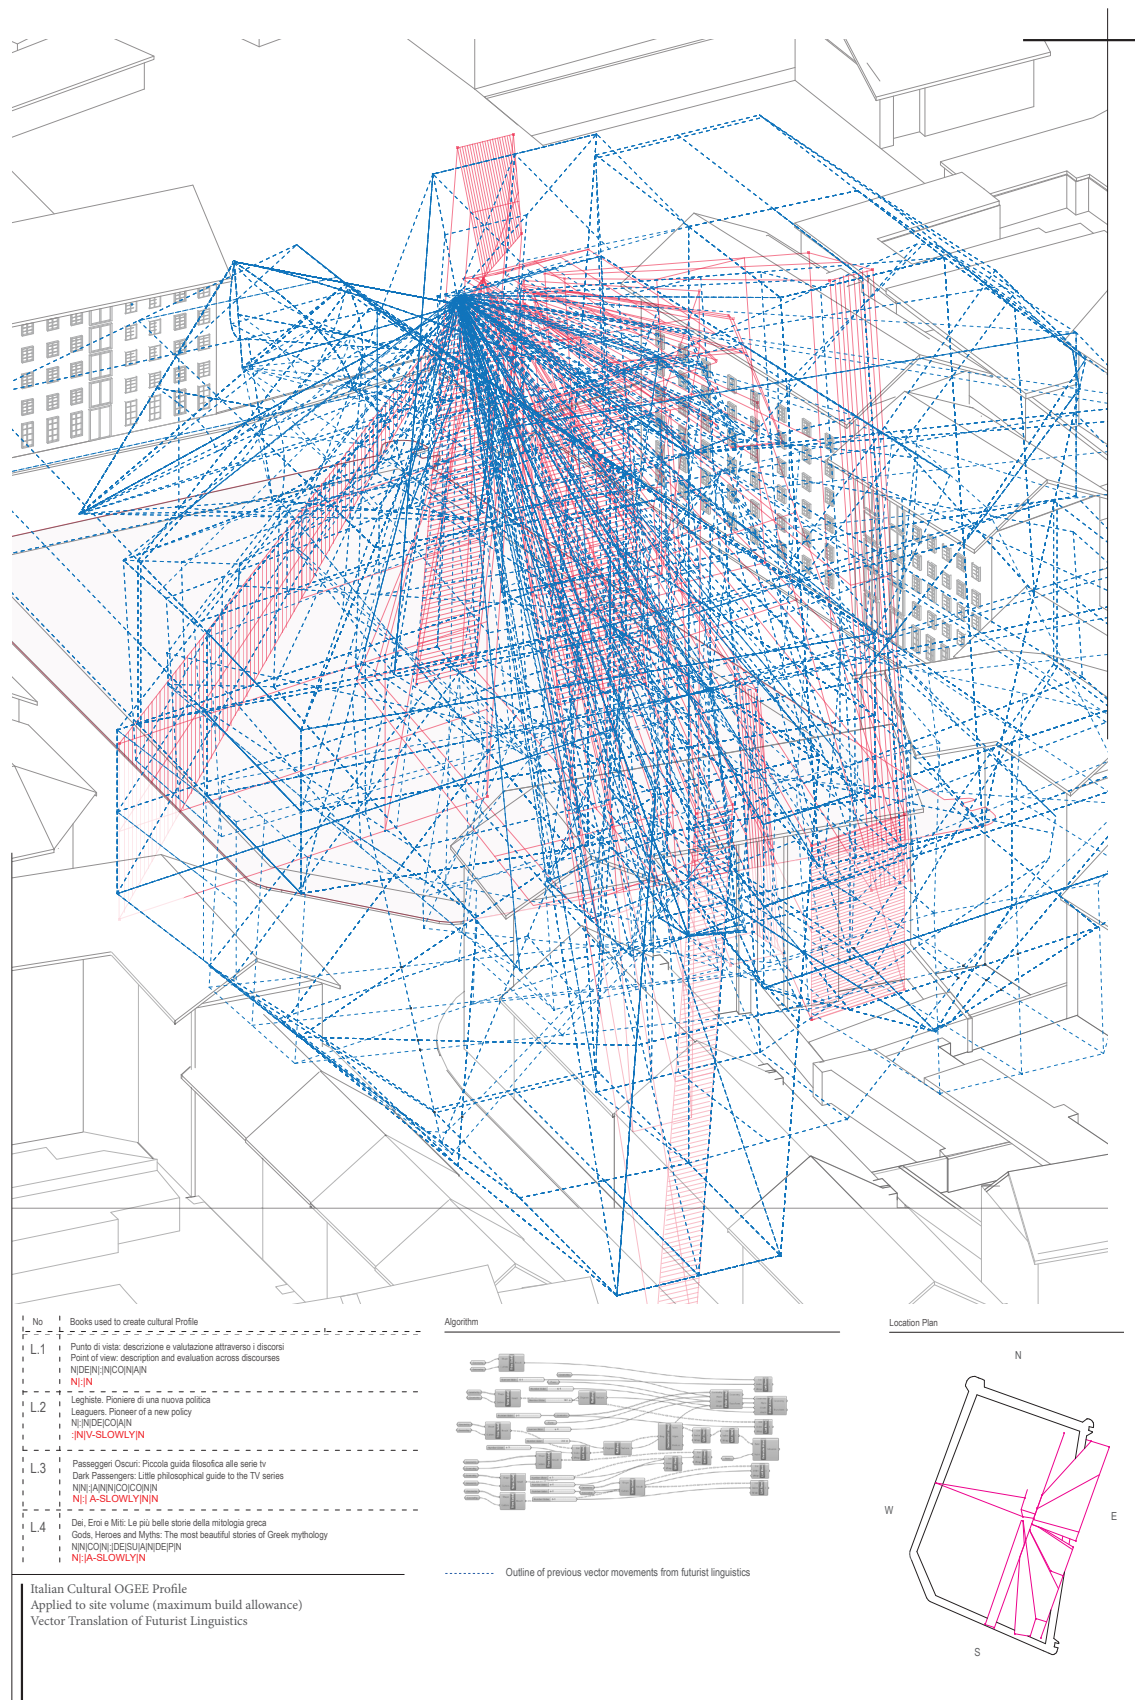 No
Books used to create cultural Profile
L.1
Punto di vista: descrizione e valutazione attraverso i discorsi
Point of view: description and evaluation across discourses
N|DE|N|:|N|CO|N|A|N
N|:|N
L.2
Leghiste. Pioniere di una nuova politica
Leaguers. Pioneer of a new policy
N|:|N|DE|CO|A|N
:|N|V-SLOWLY|N
L.3
Passeggeri Oscuri: Piccola guida filosofica alle serie tv
Dark Passengers: Little philosophical guide to the TV series
N|N|:|A|N|N|CO|CO|N|N
N|:| A-SLOWLY|N|N
L.4
Dei, Eroi e Miti: Le più belle storie della mitologia greca
Gods, Heroes and Myths: The most beautiful stories of Greek mythology
N|N|CO|N|:|DE|SU|A|N|DE|P|N
N|:|A-SLOWLY|N
Algorithm
Outline of previous vector movements from futurist linguistics
Location Plan
N
W
E
S
Italian Cultural OGEE Profile
Applied to site volume (maximum build allowance)
Vector Translation of Futurist Linguistics